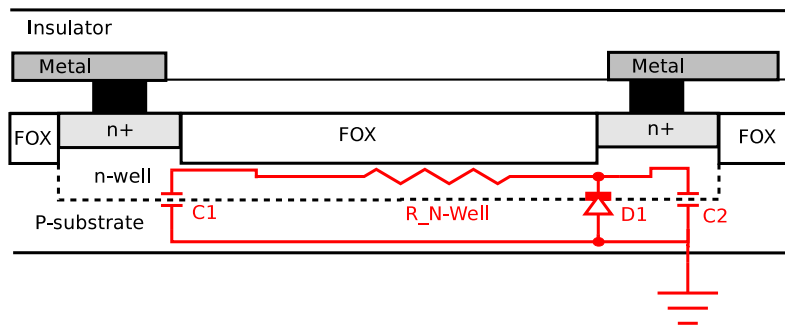 Insulator
Metal
Metal
FOX
n+
FOX
n+
FOX
n-well
C1
R_N-Well
D1
C2
P-substrate